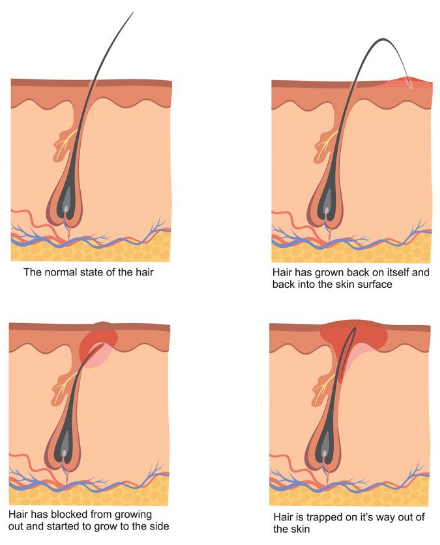 The normal state of the hair
Hair has grown back on itself and
back into the skin surface
Hair has blocked from growing
out and started to grow to the side
Hair is trapped on it's way out of
the skin